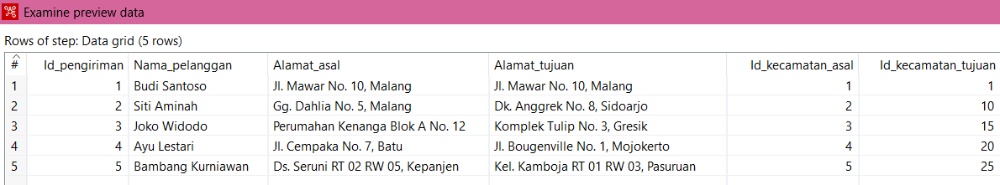 Examine preview data
Rows of step: Data grid (5 rows)
# Id_pengiriman Nama_pelanggan Alamat_asal Alamat_tujuan Id_kecamatan_asal Id_kecamatan_tujuan
1 1 Budi Santoso Jl. Mawar No. 10, Malang Jl. Mawar No. 10, Malang 1 1
2 2 Siti Aminah Gg. Dahlia No. 5, Malang Dk. Anggrek No. 8, Sidoarjo 2 10
3 3 Joko Widodo Perumahan Kenanga Blok A No. 12 Komplek Tulip No. 3, Gresik 3 15
4 4 Ayu Lestari Jl. Cempaka No. 7, Batu Jl. Bougenville No. 1, Mojokerto 4 20
5 5 Bambang Kurniawan Ds. Seruni RT 02 RW 05, Kepanjen Kel. Kamboja RT 01 RW 03, Pasuruan 5 25